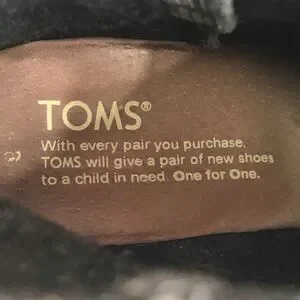 TOMS®
With every pair you purchase,
TOMS will give a pair of new shoes
to a child in need. One for One.